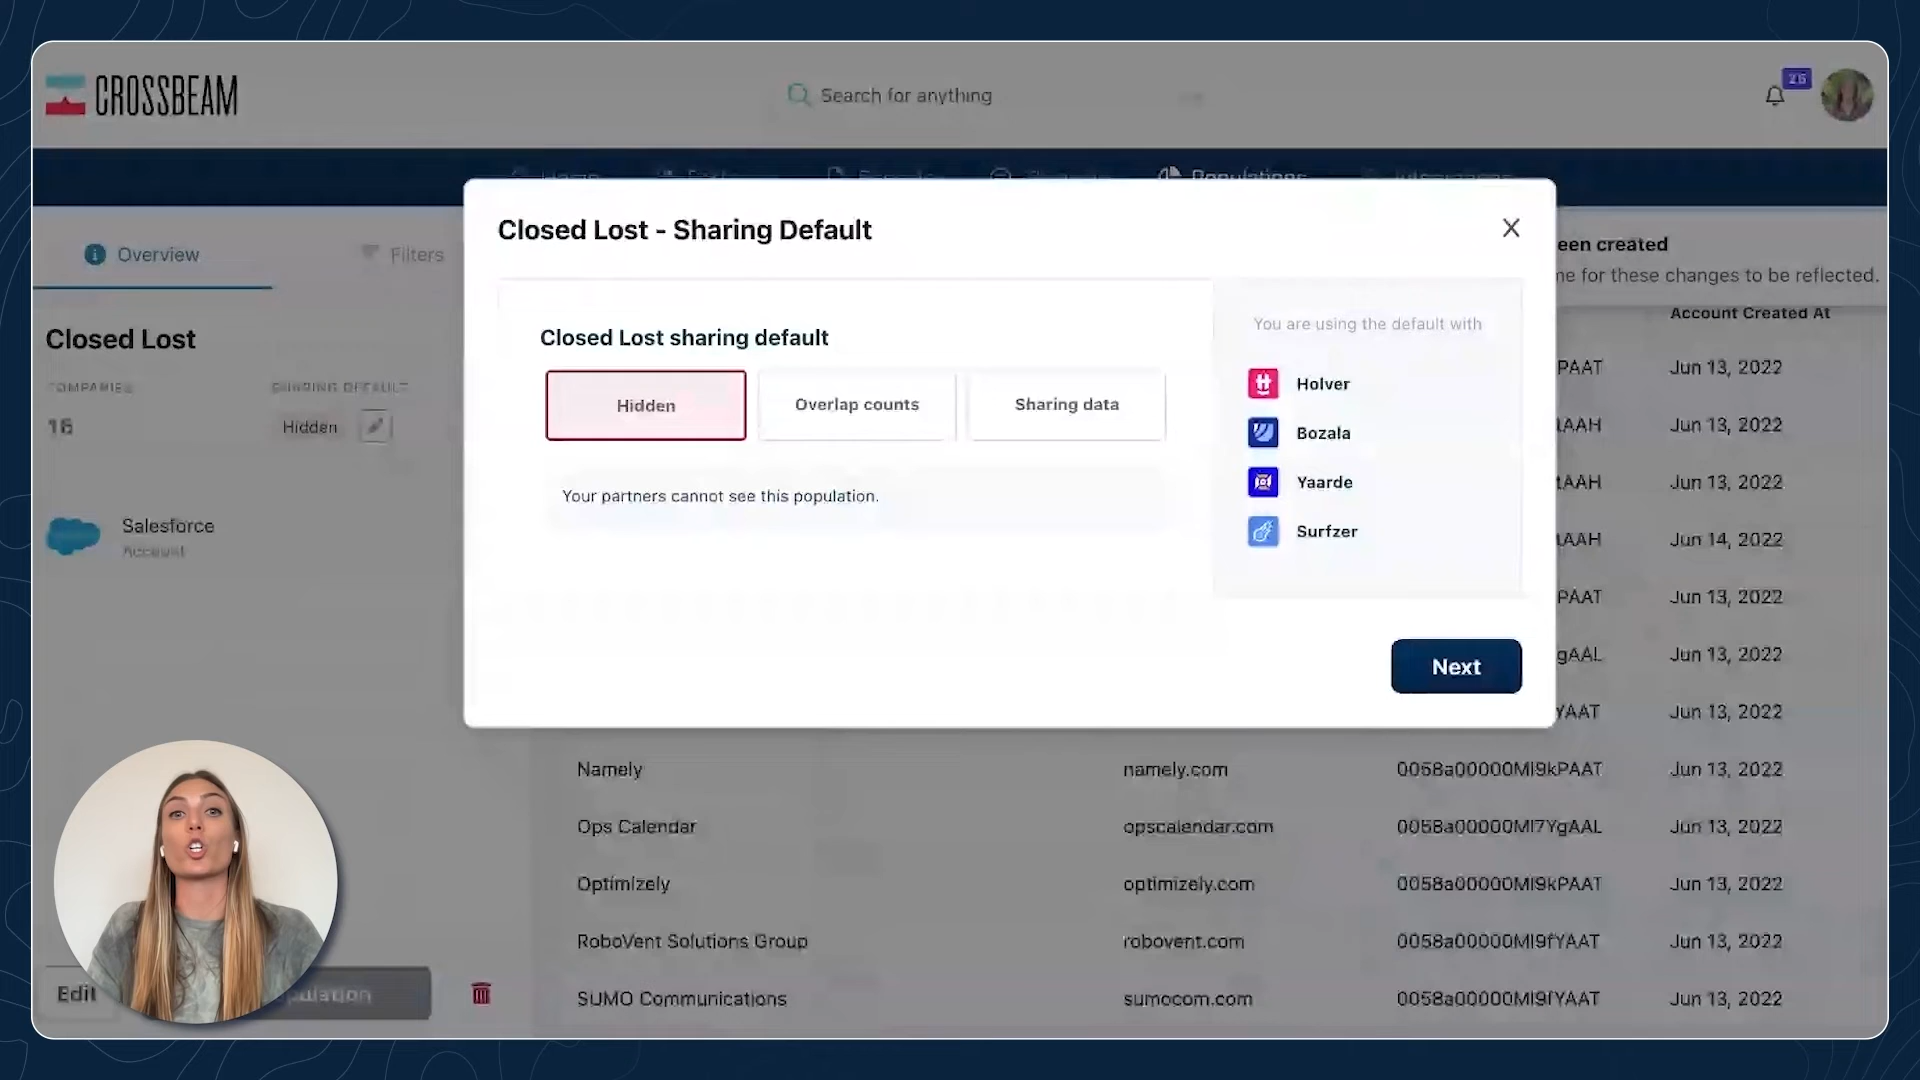 CROSSBEAM
Search for anything
26
Populations
Overview
Filters
Closed Lost
COMPANIES
SHARING DEFAULT
16
Hidden
Salesforce
Account
Edit
Closed Lost - Sharing Default
Closed Lost sharing default
Hidden
Overlap counts
Sharing data
Your partners cannot see this population.
You are using the default with
Holver
Bozala
Yaarde
Surfzer
Next
een created
me for these changes to be reflected.
Account Created At
PAAT Jun 13, 2022
AAH Jun 13, 2022
AAH Jun 13, 2022
AAH Jun 14, 2022
PAAT Jun 13, 2022
gAAL Jun 13, 2022
YAAT Jun 13, 2022
Namely namely.com 0058a00000MI9kPAAT Jun 13, 2022
Ops Calendar opscalendar.com 0058a00000MI7YgAAL Jun 13, 2022
Optimizely optimizely.com 0058a00000MI9kPAAT Jun 13, 2022
RoboVent Solutions Group robovent.com 0058a00000MI9fYAAT Jun 13, 2022
SUMO Communications sumocom.com 0058a00000MI9fYAAT Jun 13, 2022